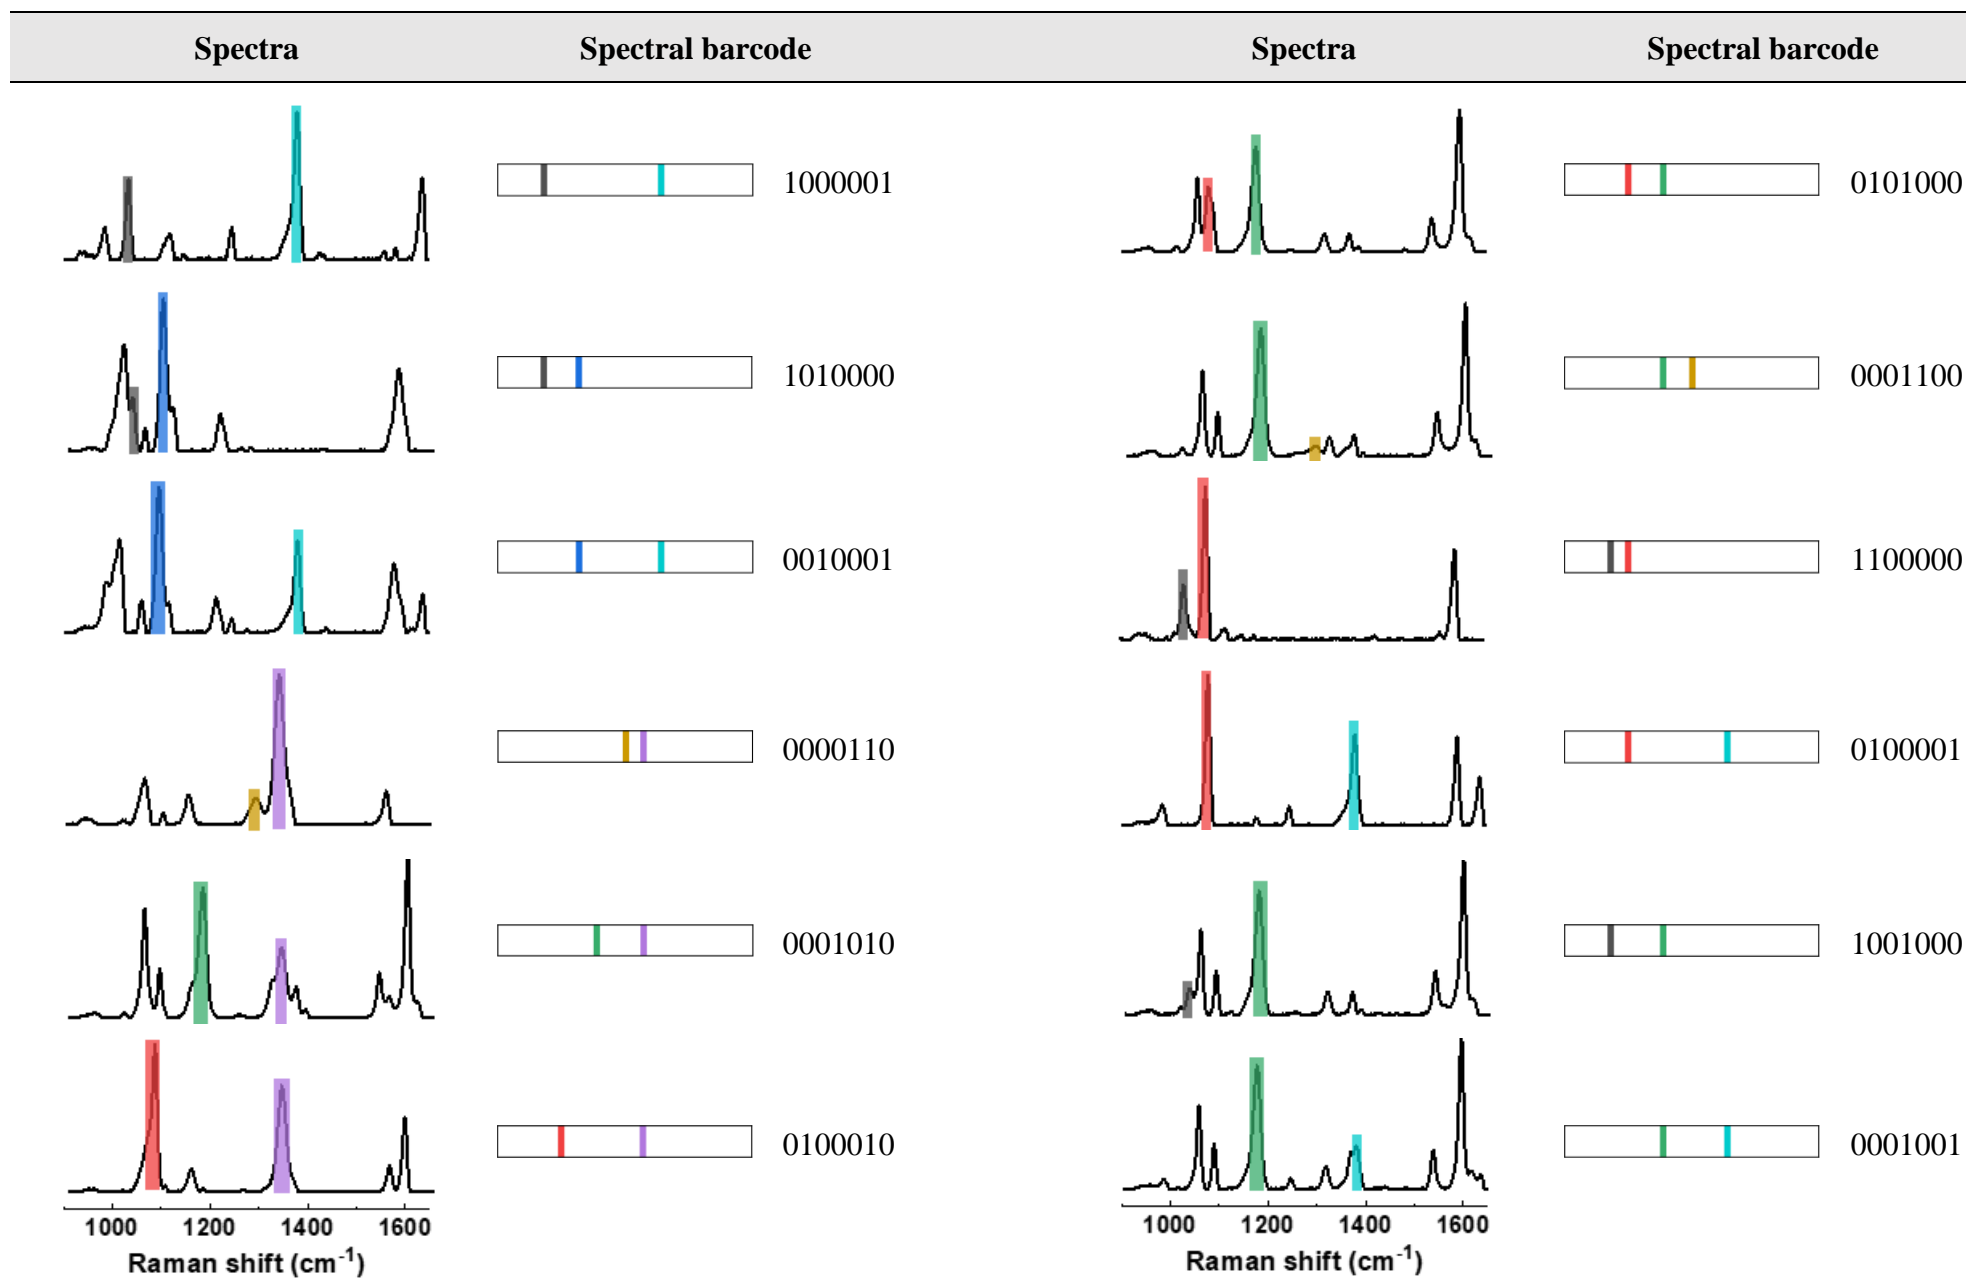 Spectra Spectral barcode Spectra Spectral barcode
1000001 0101000
1010000 0001100
0010001 1100000
0000110 0100001
0001010 1001000
0100010 0001001
1000 1200 1400 1600 1000 1200 1400 1600
Raman shift (cm⁻¹) Raman shift (cm⁻¹)